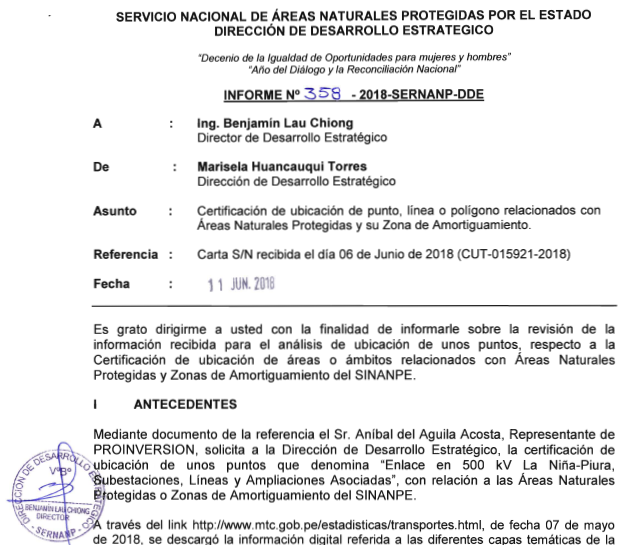 SERVICIO NACIONAL DE ÁREAS NATURALES PROTEGIDAS POR EL ESTADO
DIRECCIÓN DE DESARROLLO ESTRATEGICO
"Decenio de la Igualdad de Oportunidades para mujeres y hombres"
"Año del Diálogo y la Reconciliación Nacional"
INFORME Nº 358 - 2018-SERNANP-DDE
A : Ing. Benjamín Lau Chiong
Director de Desarrollo Estratégico
De : Marisela Huancauqui Torres
Dirección de Desarrollo Estratégico
Asunto : Certificación de ubicación de punto, línea o polígono relacionados con
Áreas Naturales Protegidas y su Zona de Amortiguamiento.
Referencia : Carta S/N recibida el día 06 de Junio de 2018 (CUT-015921-2018)
Fecha : 11 JUN. 2018
Es grato dirigirme a usted con la finalidad de informarle sobre la revisión de la
información recibida para el análisis de ubicación de unos puntos, respecto a la
Certificación de ubicación de áreas o ámbitos relacionados con Áreas Naturales
Protegidas y Zonas de Amortiguamiento del SINANPE.
I ANTECEDENTES
Mediante documento de la referencia el Sr. Aníbal del Aguila Acosta, Representante de
PROINVERSION, solicita a la Dirección de Desarrollo Estratégico, la certificación de
ubicación de unos puntos que denomina "Enlace en 500 kV La Niña-Piura,
Subestaciones, Líneas y Ampliaciones Asociadas", con relación a las Áreas Naturales
Protegidas o Zonas de Amortiguamiento del SINANPE.
A través del link http://www.mtc.gob.pe/estadisticas/transportes.html, de fecha 07 de mayo
de 2018, se descargó la información digital referida a las diferentes capas temáticas de la
DIRECCION DE DESARROLLO ESTRATEGICO
VºBº
BENJAMIN LAU CHIONG
DIRECTOR
- SERNANP -